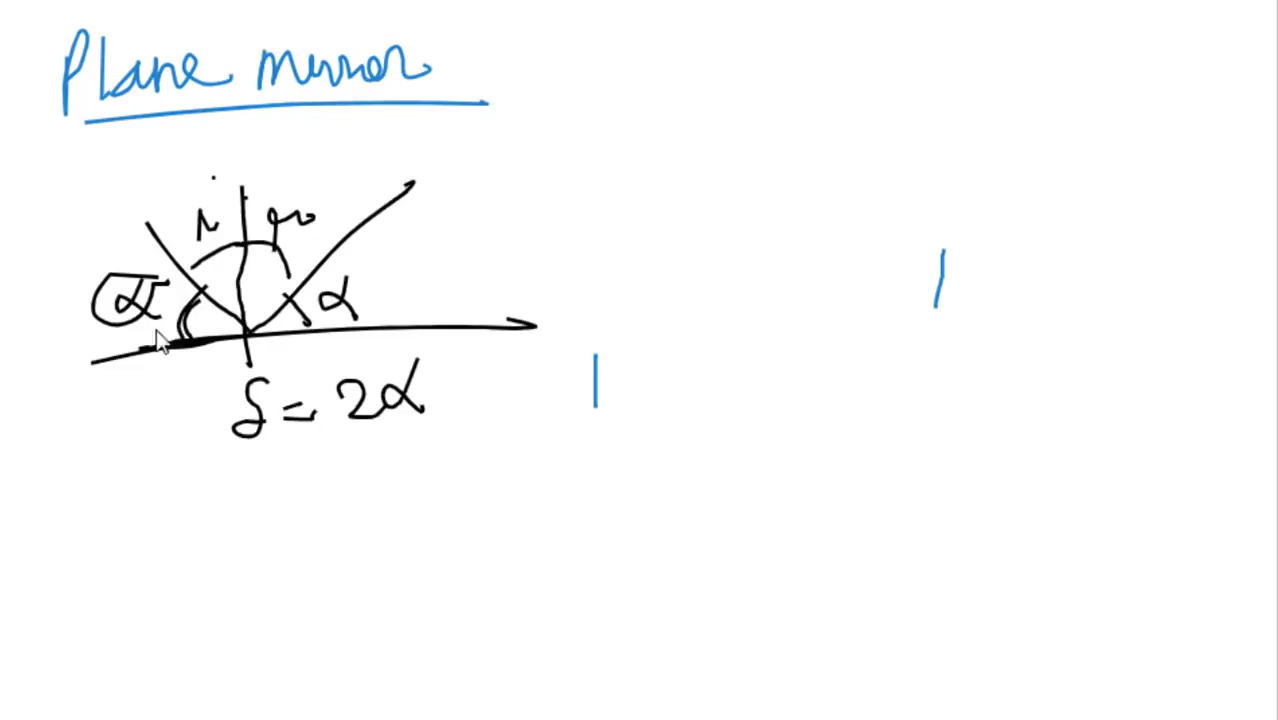 Plane mirror
i r
α α
δ = 2α